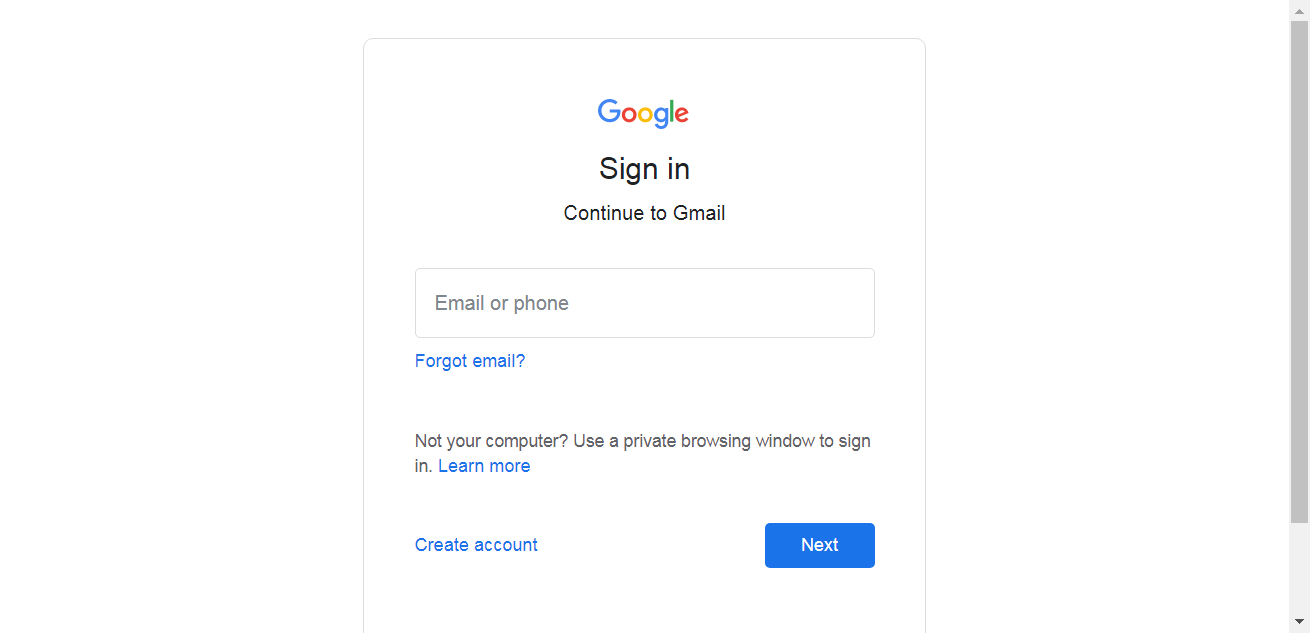 Google
Sign in
Continue to Gmail
Email or phone
Forgot email?
Not your computer? Use a private browsing window to sign
in. Learn more
Create account
Next